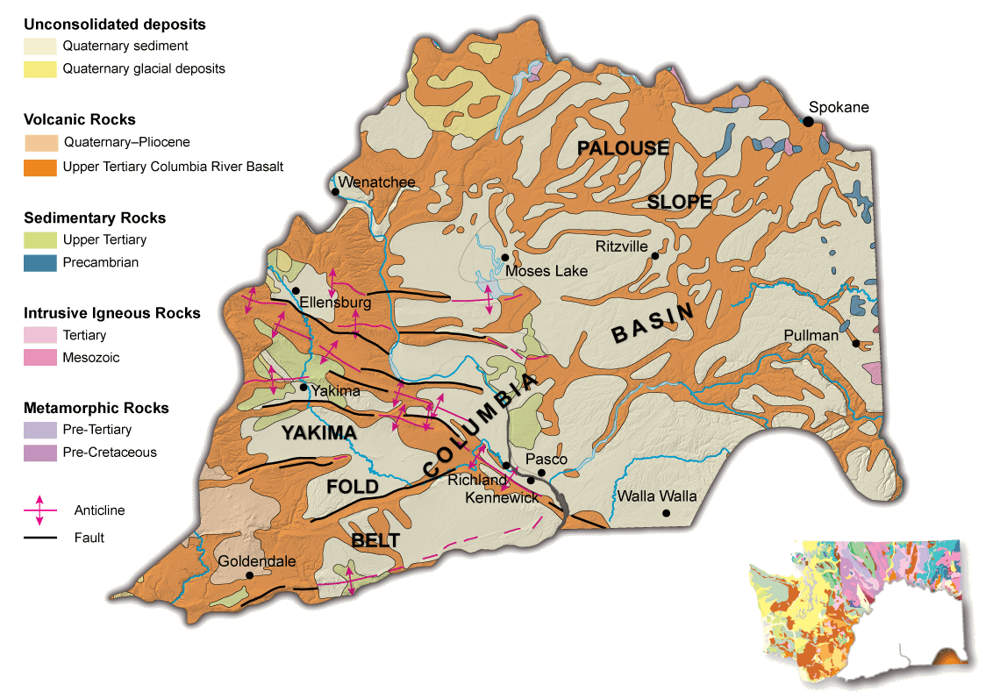 Unconsolidated deposits
Quaternary sediment
Quaternary glacial deposits
Volcanic Rocks
Quaternary–Pliocene
Upper Tertiary Columbia River Basalt
Sedimentary Rocks
Upper Tertiary
Precambrian
Intrusive Igneous Rocks
Tertiary
Mesozoic
Metamorphic Rocks
Pre-Tertiary
Pre-Cretaceous
Anticline
Fault
Spokane
PALOUSE
SLOPE
Wenatchee
Ritzville
Moses Lake
Ellensburg
BASIN
Pullman
Yakima
COLUMBIA
YAKIMA
FOLD
BELT
Pasco
Richland
Kennewick
Walla Walla
Goldendale